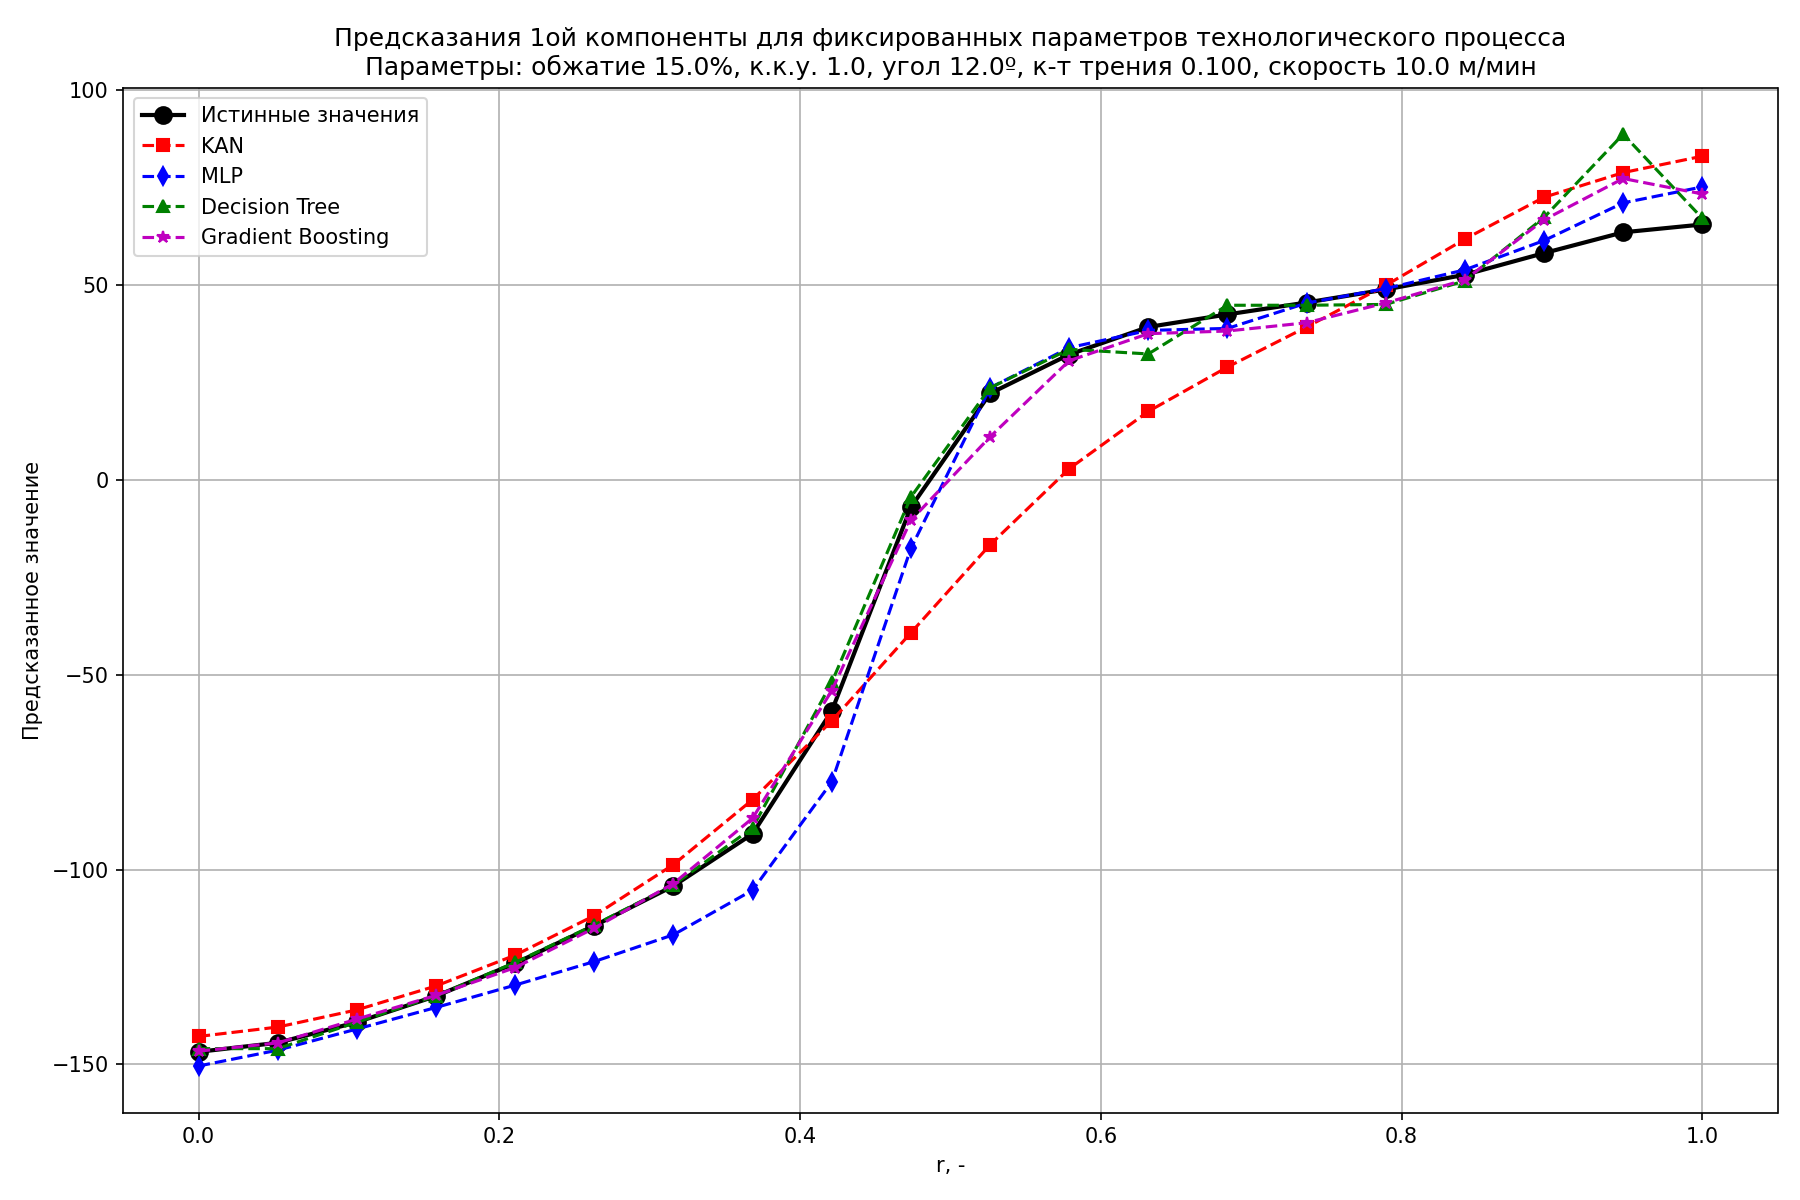 Предсказания 1ой компоненты для фиксированных параметров технологического процесса
Параметры: обжатие 15.0%, к.к.у. 1.0, угол 12.0º, к-т трения 0.100, скорость 10.0 м/мин
Истинные значения
KAN
MLP
Decision Tree
Gradient Boosting
Предсказанное значение
100
50
0
−50
−100
−150
0.0
0.2
0.4
0.6
0.8
1.0
r, -